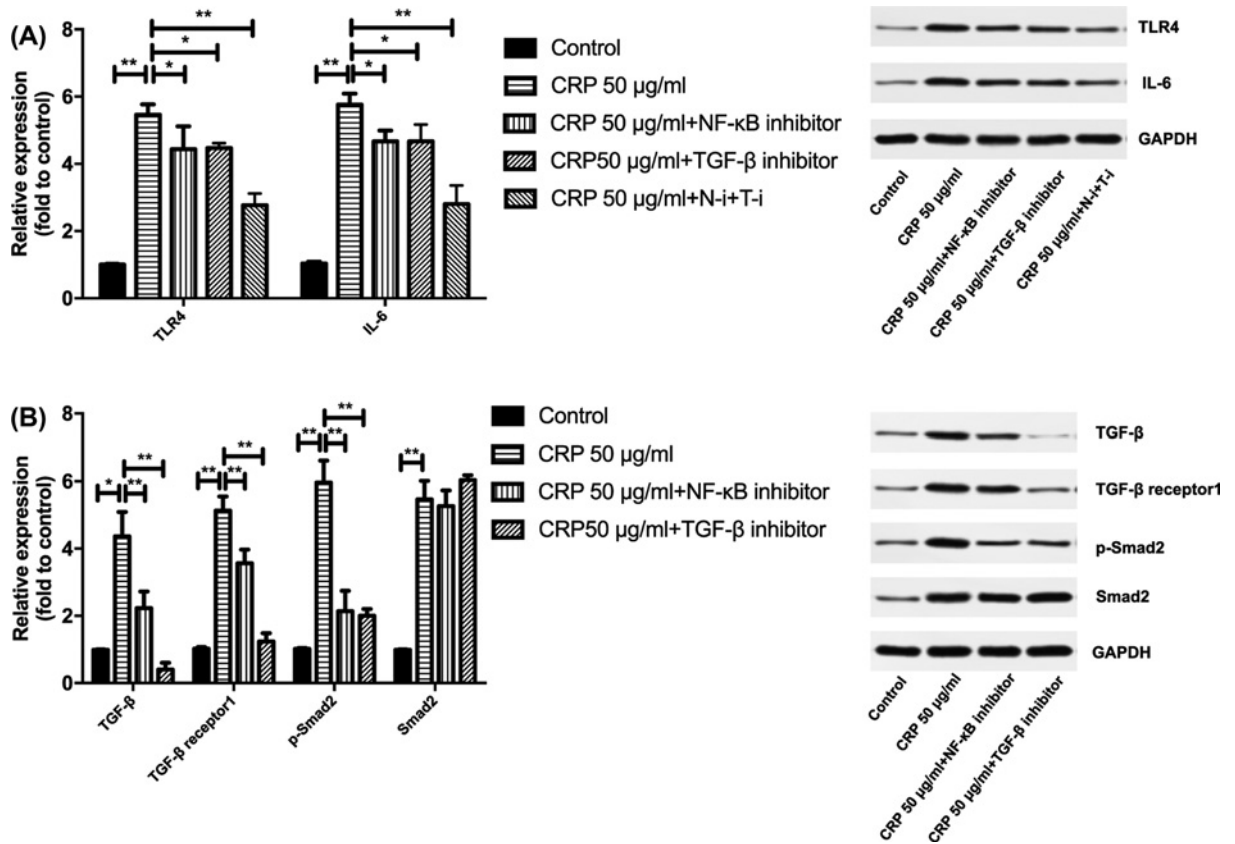 (A)
Relative expression
(fold to control)
8
6
4
2
0
** ** * *
** ** * *
TLR4
IL-6
Control
CRP 50 µg/ml
CRP 50 µg/ml+NF-κB inhibitor
CRP50 µg/ml+TGF-β inhibitor
CRP 50 µg/ml+N-i+T-i
TLR4
IL-6
GAPDH
Control
CRP 50 µg/ml
CRP 50 µg/ml+NF-κB inhibitor
CRP 50 µg/ml+TGF-β inhibitor
CRP 50 µg/ml+N-i+T-i
(B)
Relative expression
(fold to control)
8
6
4
2
0
** * **
** ** **
** ** **
**
TGF-β
TGF-β receptor1
p-Smad2
Smad2
Control
CRP 50 µg/ml
CRP 50 µg/ml+NF-κB inhibitor
CRP50 µg/ml+TGF-β inhibitor
TGF-β
TGF-β receptor1
p-Smad2
Smad2
GAPDH
Control
CRP 50 µg/ml
CRP 50 µg/ml+NF-κB inhibitor
CRP 50 µg/ml+TGF-β inhibitor